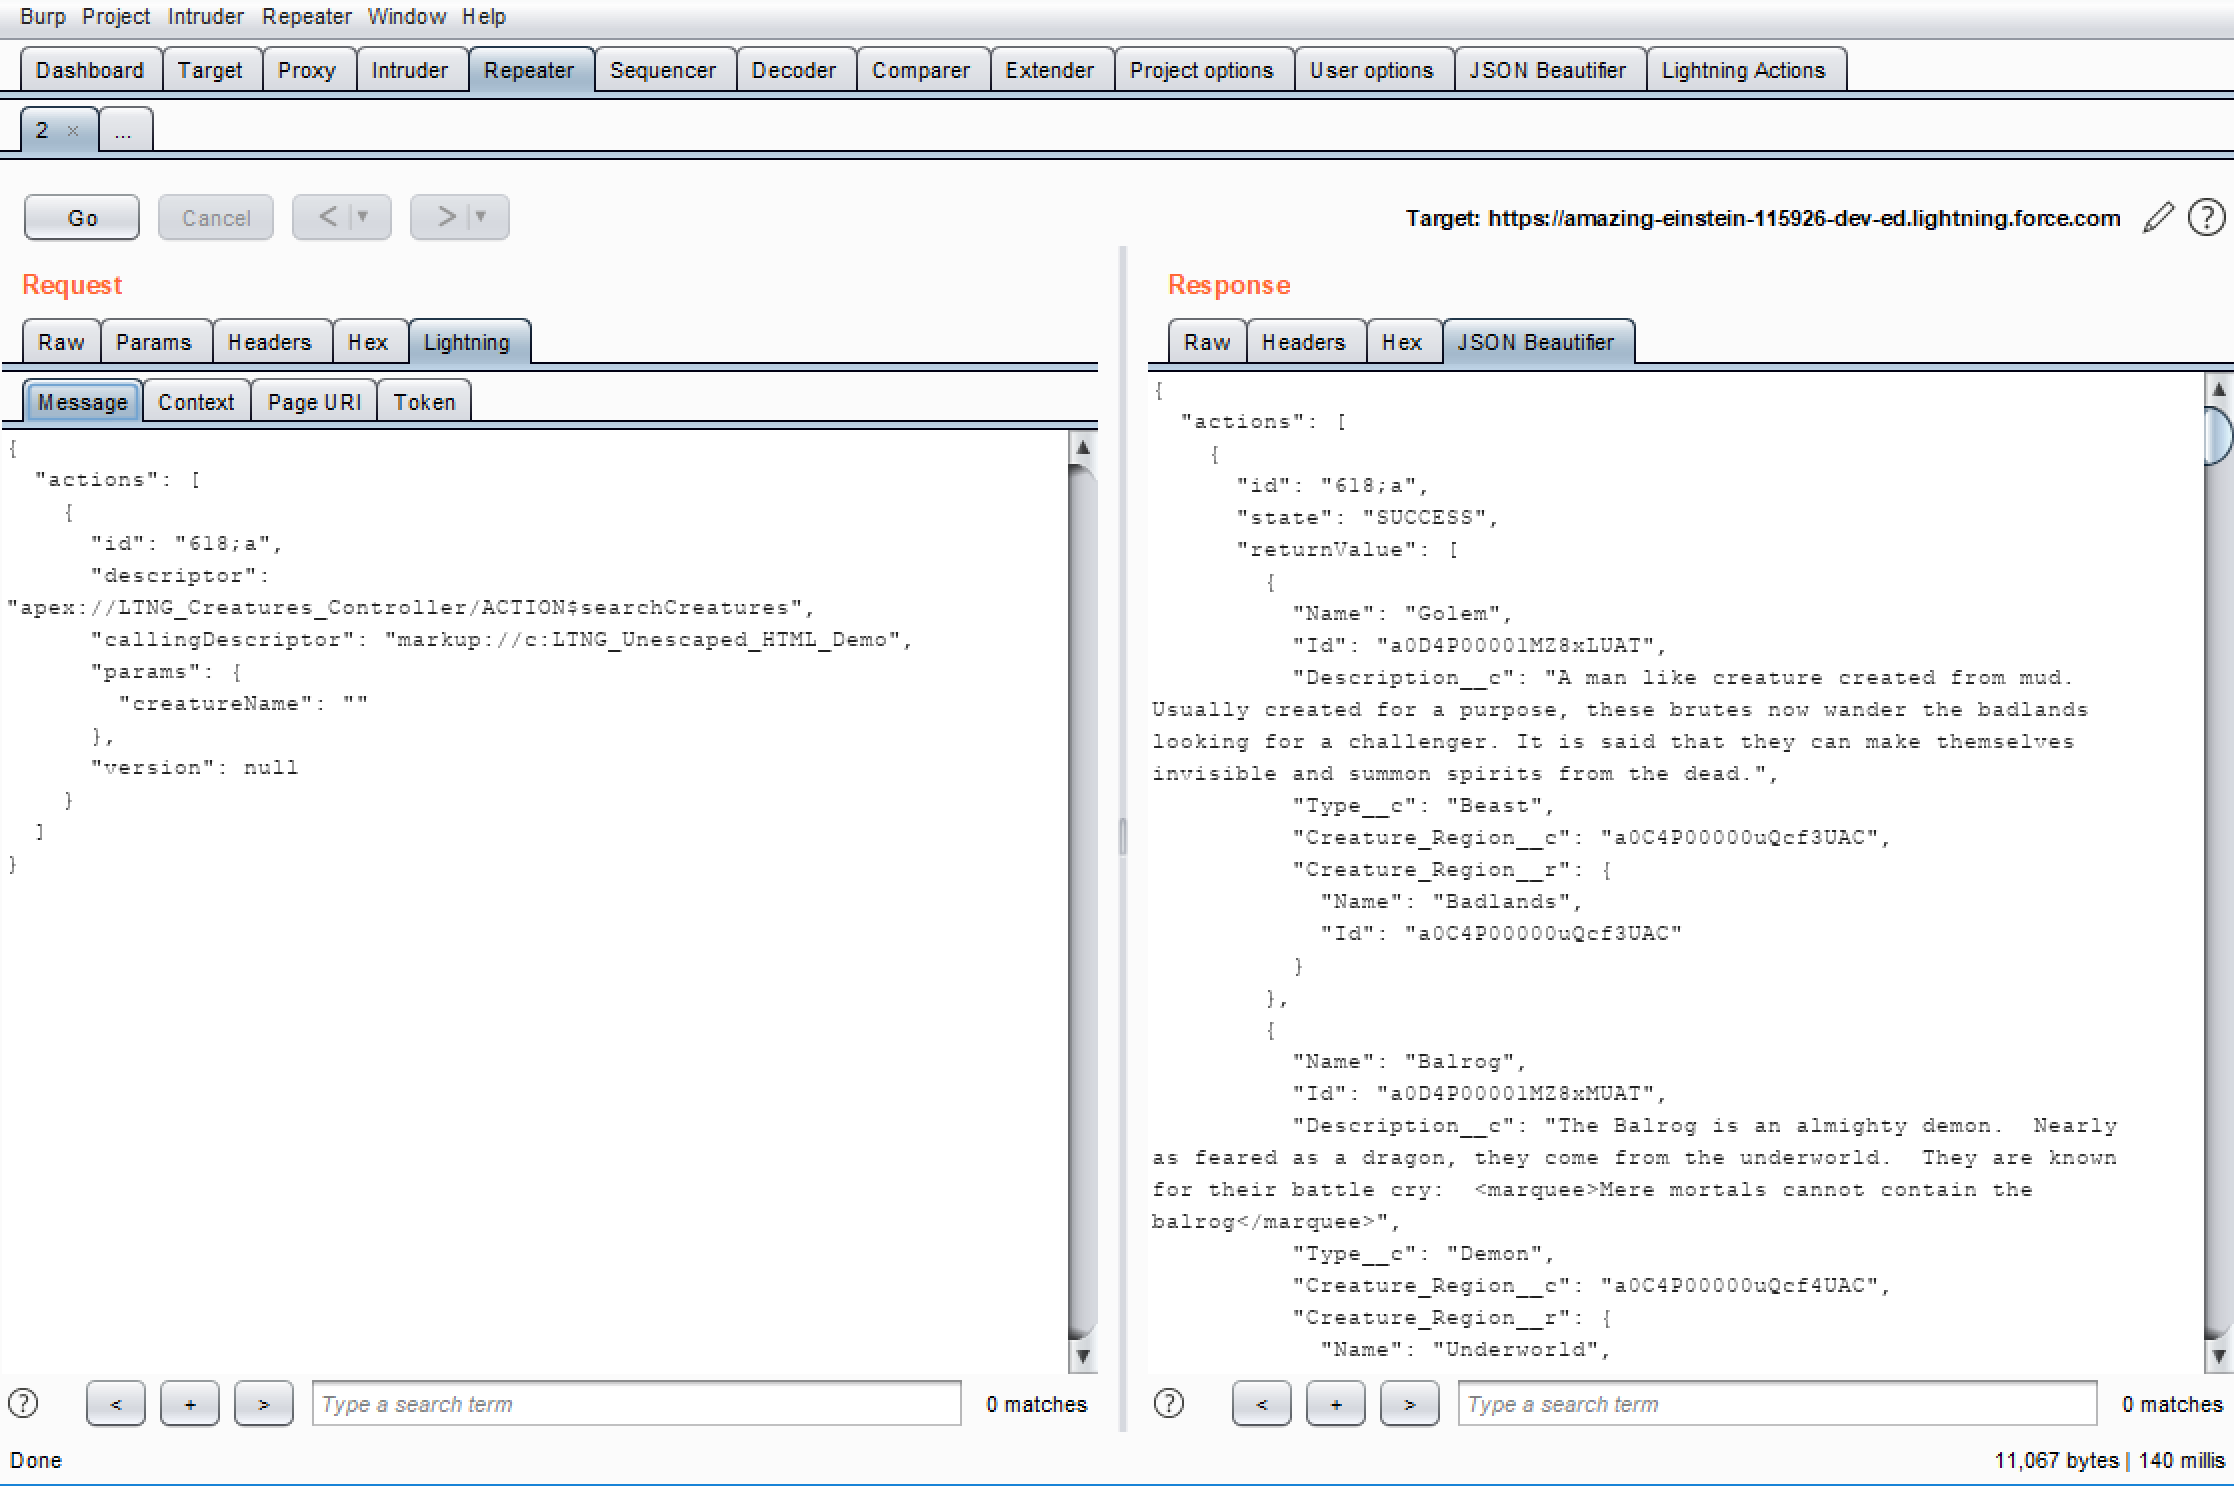 Burp Project Intruder Repeater Window Help
Dashboard Target Proxy Intruder Repeater Sequencer Decoder Comparer Extender Project options User options JSON Beautifier Lightning Actions
2 × ...
Go Cancel < > Target: https://amazing-einstein-115926-dev-ed.lightning.force.com ?
Request
Raw Params Headers Hex Lightning
Message Context Page URI Token
{
"actions": [
{
"id": "618;a",
"descriptor":
"apex://LTNG_Creatures_Controller/ACTION$searchCreatures",
"callingDescriptor": "markup://c:LTNG_Unescaped_HTML_Demo",
"params": {
"creatureName": ""
},
"version": null
}
]
}
? < + > Type a search term 0 matches
Response
Raw Headers Hex JSON Beautifier
{
"actions": [
{
"id": "618;a",
"state": "SUCCESS",
"returnValue": [
{
"Name": "Golem",
"Id": "a0D4P00001MZ8xLUAT",
"Description__c": "A man like creature created from mud.
Usually created for a purpose, these brutes now wander the badlands
looking for a challenger. It is said that they can make themselves
invisible and summon spirits from the dead.",
"Type__c": "Beast",
"Creature_Region__c": "a0C4P00000uQcf3UAC",
"Creature_Region__r": {
"Name": "Badlands",
"Id": "a0C4P00000uQcf3UAC"
}
},
{
"Name": "Balrog",
"Id": "a0D4P00001MZ8xMUAT",
"Description__c": "The Balrog is an almighty demon.  Nearly
as feared as a dragon, they come from the underworld.  They are known
for their battle cry:  <marquee>Mere mortals cannot contain the
balrog</marquee>",
"Type__c": "Demon",
"Creature_Region__c": "a0C4P00000uQcf4UAC",
"Creature_Region__r": {
"Name": "Underworld",
? < + > Type a search term 0 matches
Done 11,067 bytes | 140 millis